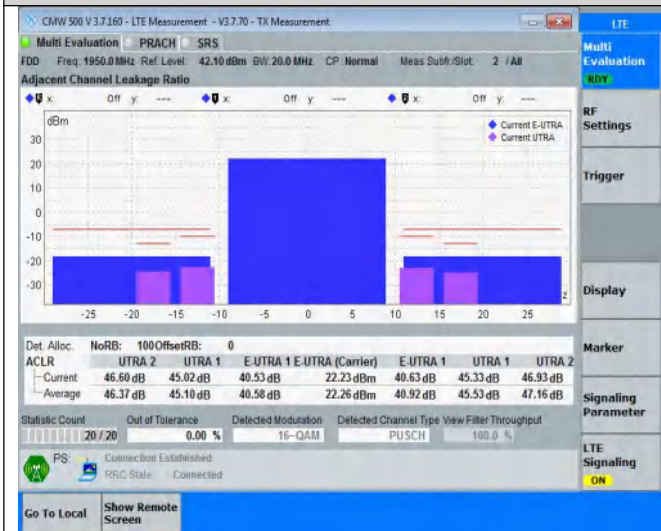 CMW 500 V 3.7.160 - LTE Measurement - V3.7.70 - TX Measurement
LTE
Multi Evaluation PRACH SRS
FDD Freq: 1950.0 MHz Ref. Level: 42.10 dBm BW: 20.0 MHz CP: Normal Meas Subfr./Slot: 2 / All
Adjacent Channel Leakage Ratio
x: Off y: --- x: Off y: --- x: Off y: ---
dBm
Current E-UTRA
Current UTRA
30
20
10
0
-10
-20
-30
-25 -20 -15 -10 -5 0 5 10 15 20 25
z
Det. Alloc. NoRB: 100 OffsetRB: 0
ACLR UTRA 2 UTRA 1 E-UTRA 1 E-UTRA (Carrier) E-UTRA 1 UTRA 1 UTRA 2
Current 46.60 dB 45.02 dB 40.53 dB 22.23 dBm 40.63 dB 45.33 dB 46.93 dB
Average 46.37 dB 45.10 dB 40.58 dB 22.26 dBm 40.92 dB 45.53 dB 47.16 dB
Statistic Count Out of Tolerance Detected Modulation Detected Channel Type View Filter Throughput
20 / 20 0.00 % 16-QAM PUSCH 100.0 %
PS: Connection Established
RRC State Connected
Multi
Evaluation
RDY
RF
Settings
Trigger
Display
Marker
Signaling
Parameter
LTE
Signaling
ON
Go To Local
Show Remote
Screen